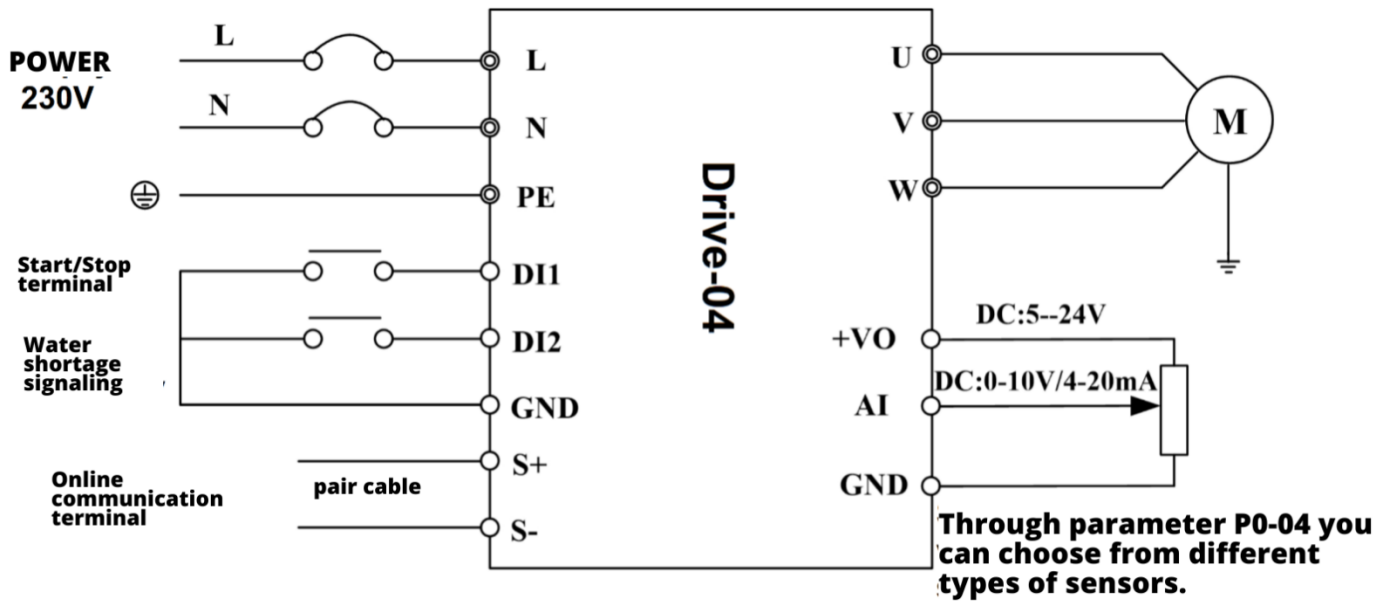 L
POWER
230V
N
L
N
PE
Start/Stop
terminal
DI1
Water
shortage
signaling
DI2
GND
Online
communication
terminal
pair cable
S+
S-
Drive-04
U
V
W
M
+VO
DC:5--24V
AI
DC:0-10V/4-20mA
GND
Through parameter P0-04 you
can choose from different
types of sensors.